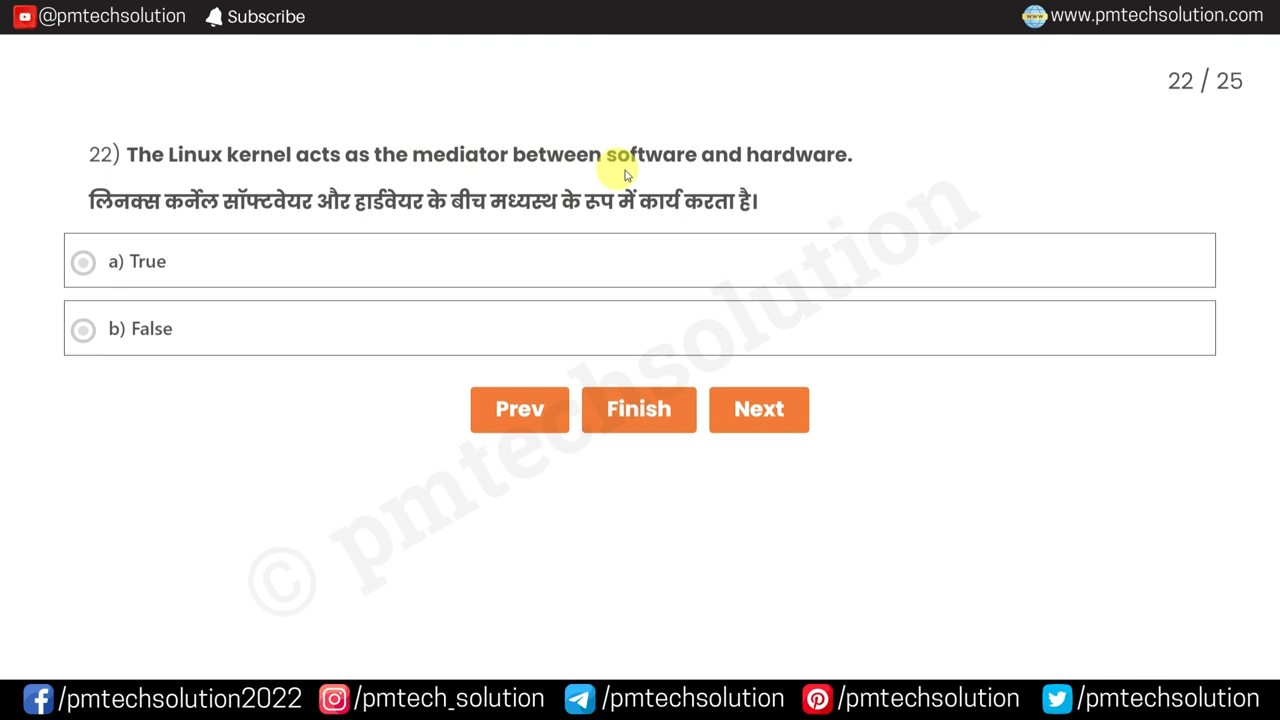 @pmtechsolution Subscribe www.pmtechsolution.com
22 / 25
22) The Linux kernel acts as the mediator between software and hardware.
लिनक्स कर्नेल सॉफ्टवेयर और हार्डवेयर के बीच मध्यस्थ के रूप में कार्य करता है।
a) True
b) False
Prev Finish Next
© pmtechsolution
/pmtechsolution2022 /pmtech_solution /pmtechsolution /pmtechsolution /pmtechsolution